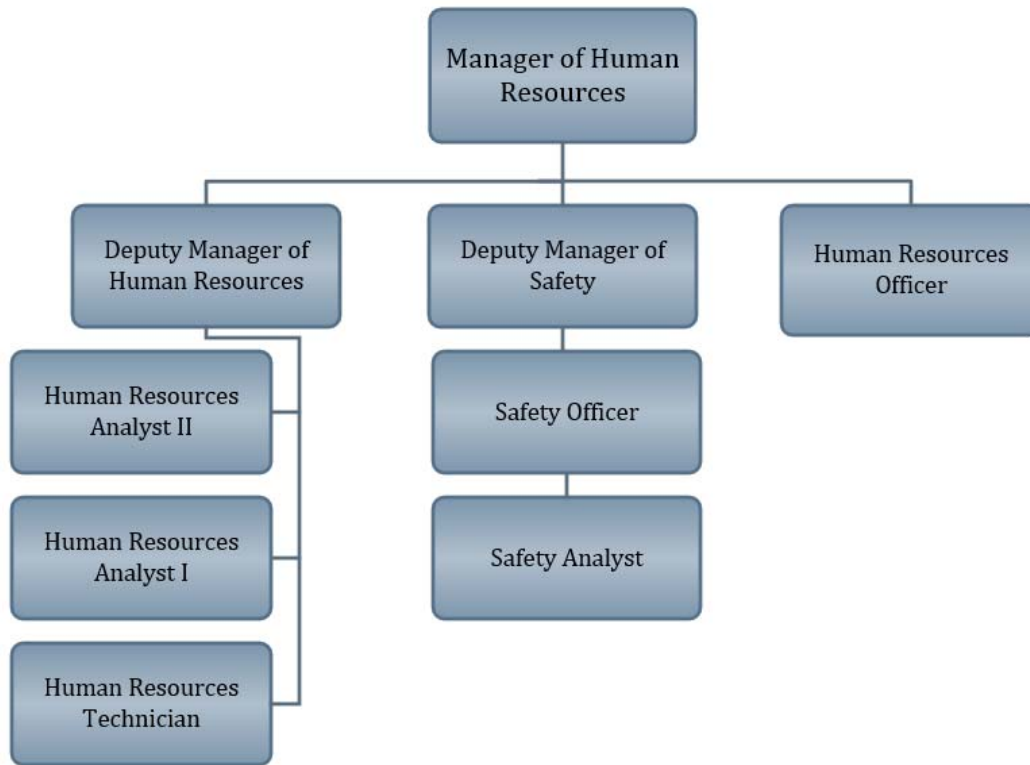 Manager of Human
Resources
Deputy Manager of
Human Resources
Deputy Manager of
Safety
Human Resources
Officer
Human Resources
Analyst II
Safety Officer
Human Resources
Analyst I
Safety Analyst
Human Resources
Technician